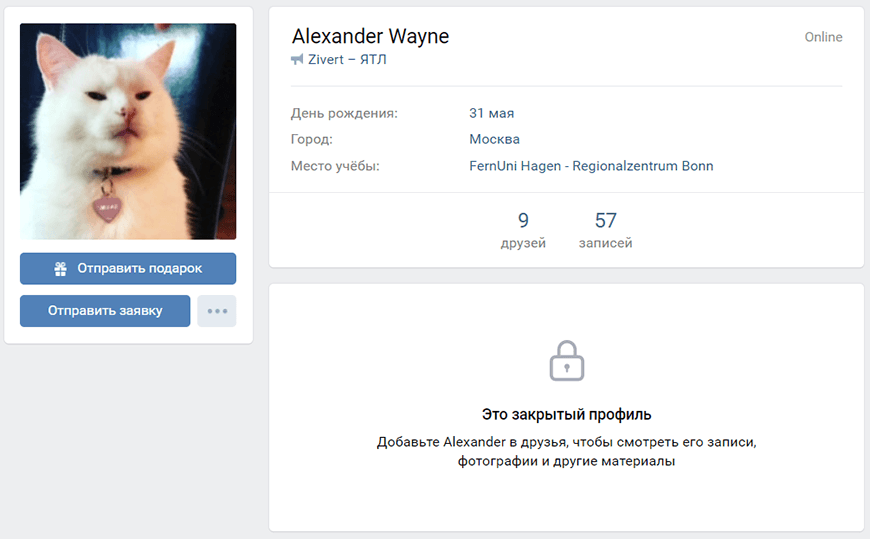 Alexander Wayne
Online
Zivert – ЯТЛ
День рождения: 31 мая
Город: Москва
Место учёбы: FernUni Hagen - Regionalzentrum Bonn
9 друзей
57 записей
Отправить подарок
Отправить заявку
Это закрытый профиль
Добавьте Alexander в друзья, чтобы смотреть его записи,
фотографии и другие материалы